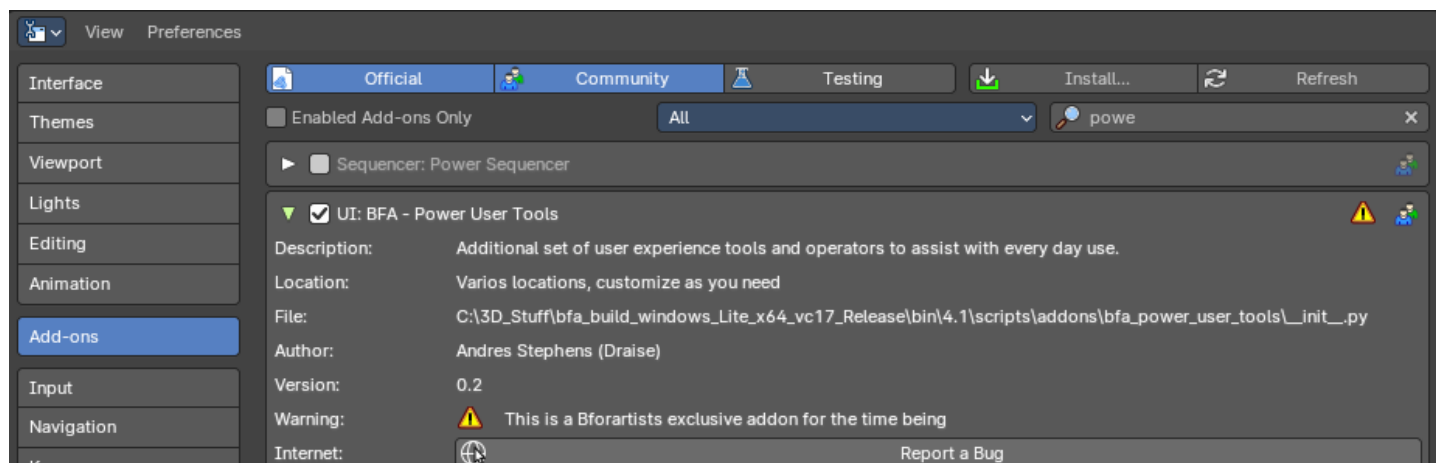 View Preferences
Interface
Themes
Viewport
Lights
Editing
Animation
Add-ons
Input
Navigation
Official Community Testing Install... Refresh
Enabled Add-ons Only All powe
Sequencer: Power Sequencer
UI: BFA - Power User Tools
Description: Additional set of user experience tools and operators to assist with every day use.
Location: Varios locations, customize as you need
File: C:\3D_Stuff\bfa_build_windows_Lite_x64_vc17_Release\bin\4.1\scripts\addons\bfa_power_user_tools\__init__.py
Author: Andres Stephens (Draise)
Version: 0.2
Warning: This is a Bforartists exclusive addon for the time being
Internet: Report a Bug